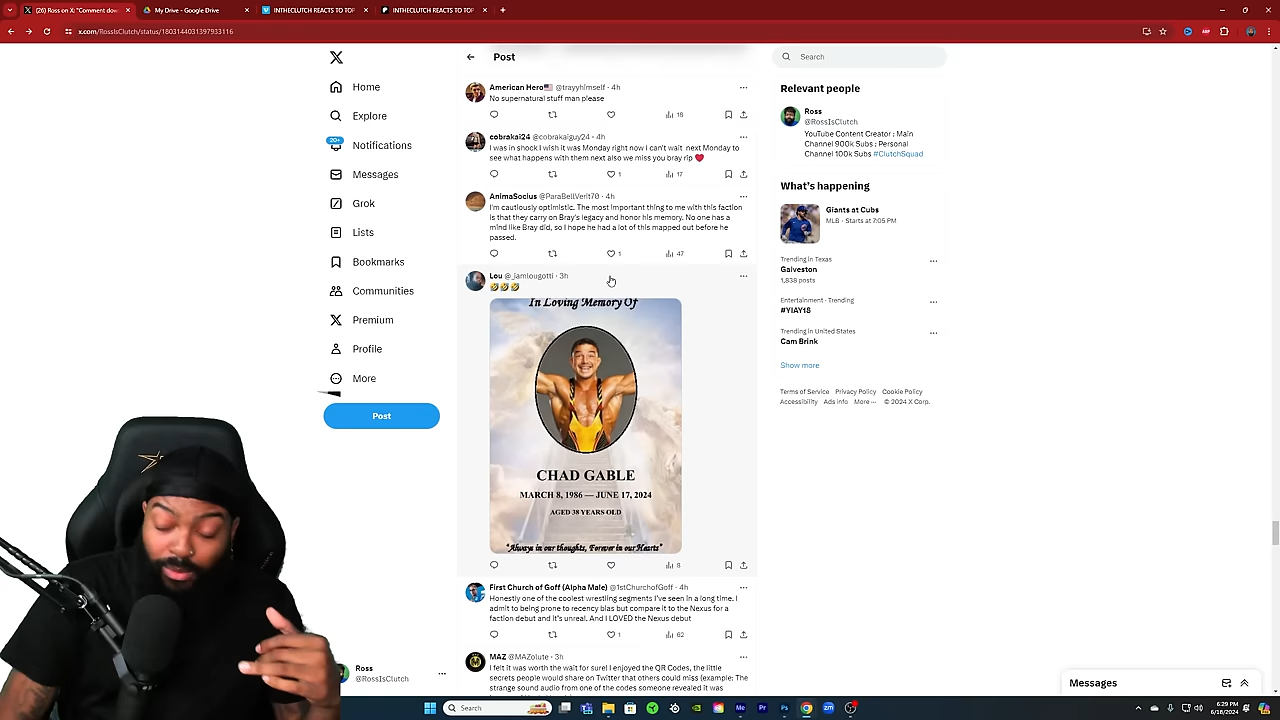 (26) Ross on X: "Comment dow
My Drive - Google Drive
INTHECLUTCH REACTS TO TOP
INTHECLUTCH REACTS TO TOP
x.com/RossIsClutch/status/1803144031397933116
Home
Explore
20+
Notifications
Messages
Grok
Lists
Bookmarks
Communities
Premium
Profile
More
Post
Ross
@RossIsClutch
Post
American Hero🇺🇸 @trayyhimself · 4h
No supernatural stuff man please
18
cobrakai24 @cobrakaiguy24 · 4h
I was in shock I wish it was Monday right now i can't wait next Monday to
see what happens with them next also we miss you bray rip ❤️
1 17
AnimaSocius @ParaBellVerit70 · 4h
I'm cautiously optimistic. The most important thing to me with this faction
is that they carry on Bray's legacy and honor his memory. No one has a
mind like Bray did, so I hope he had a lot of this mapped out before he
passed.
1 47
Lou @_iamlougotti · 3h
🤣🤣🤣
In Loving Memory Of
CHAD GABLE
MARCH 8, 1986 — JUNE 17, 2024
AGED 38 YEARS OLD
"Always in our thoughts, Forever in our Hearts"
8
First Church of Goff (Alpha Male) @1stChurchofGoff · 4h
Honestly one of the coolest wrestling segments I've seen in a long time. I
admit to being prone to recency bias but compare it to the Nexus for a
faction debut and it's unreal. And I LOVED the Nexus debut
1 62
MAZ @MAZolute · 3h
I felt it was worth the wait for sure! I enjoyed the QR Codes, the little
secrets people would share on Twitter that others could miss (example: The
strange sound audio from one of the codes someone revealed it was
Search
Relevant people
Ross
@RossIsClutch
YouTube Content Creator : Main
Channel 900k Subs : Personal
Channel 100k Subs #ClutchSquad
What's happening
Giants at Cubs
MLB · Starts at 7:05 PM
Trending in Texas
Galveston
1,838 posts
Entertainment · Trending
#YIAY18
Trending in United States
Cam Brink
Show more
Terms of Service Privacy Policy Cookie Policy
Accessibility Ads info More ··· © 2024 X Corp.
Messages
Search
6:29 PM
6/18/2024